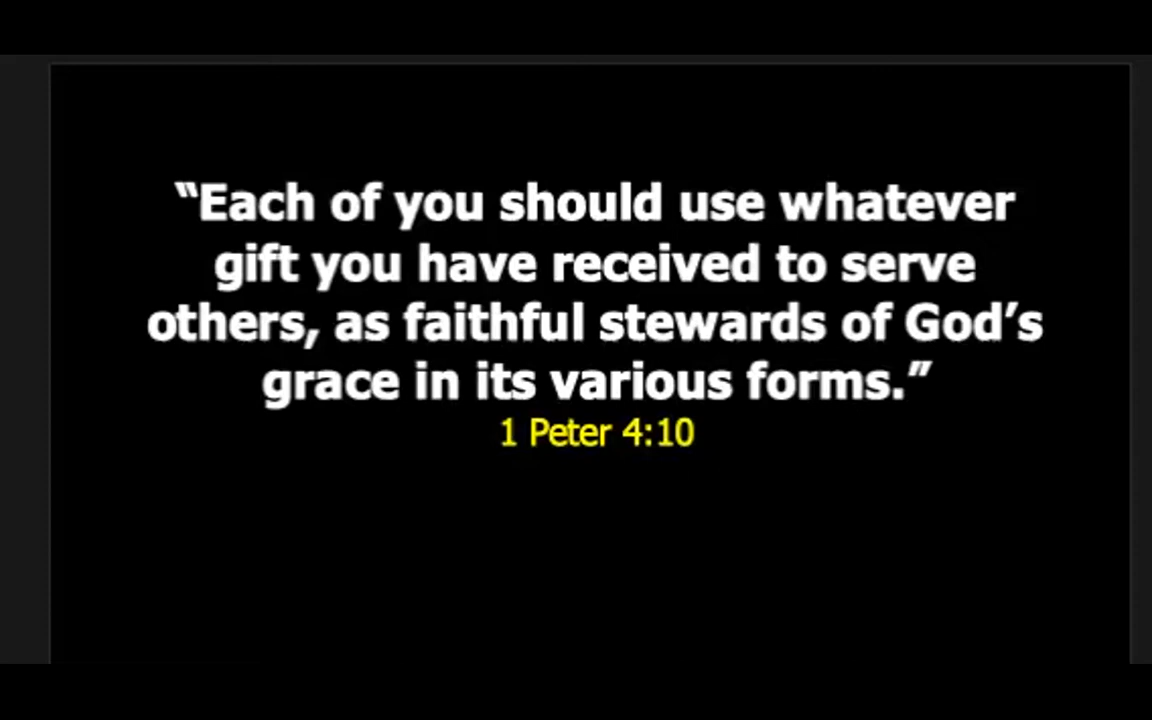 “Each of you should use whatever
gift you have received to serve
others, as faithful stewards of God’s
grace in its various forms.”
1 Peter 4:10